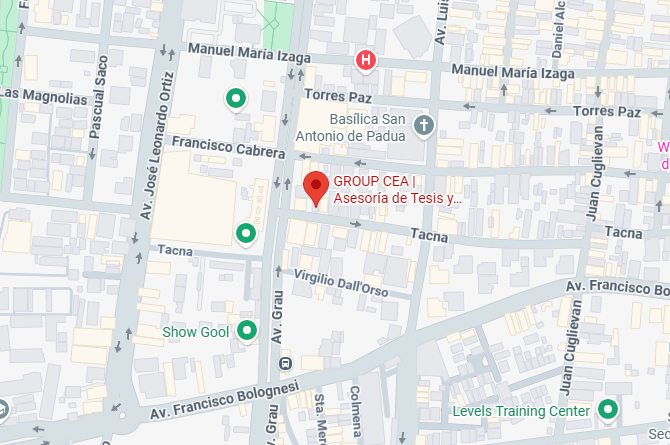 Av. Luis
Daniel Alc
Manuel María Izaga
Manuel María Izaga
H
Pascual Saco
Las Magnolias
Av. José Leonardo Ortiz
Torres Paz
Torres Paz
Basílica San
Antonio de Padua
Francisco Cabrera
Juan Cuglievan
W
d
GROUP CEA |
Asesoría de Tesis y...
Tacna
Tacna
Tacna
Virgilio Dall'Orso
Av. Francisco Bo
Av. Grau
Show Gool
Juan Cuglievan
Av. Francisco Bolognesi
v. Grau
Sta. Mer
Colmena
Levels Training Center
Sep